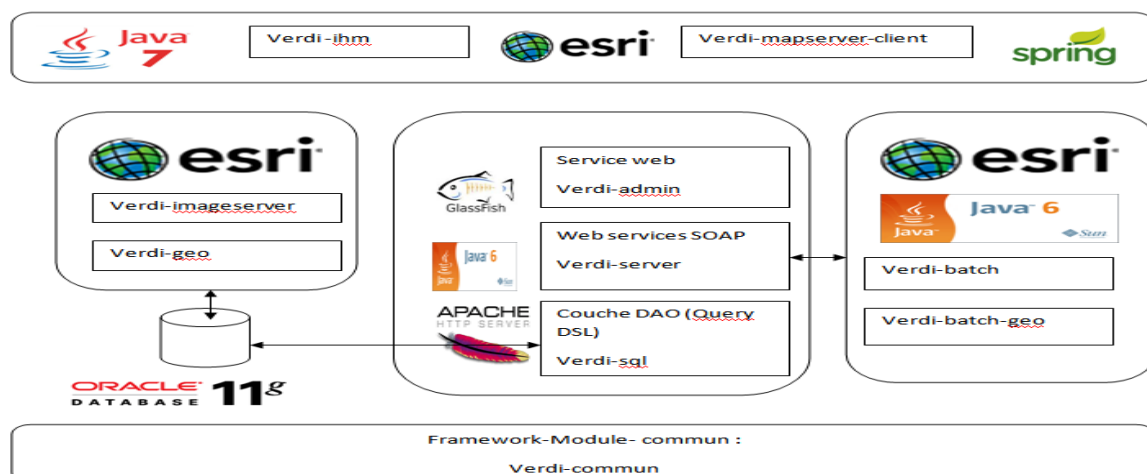 Java
7
Verdi-ihm
esri
Verdi-mapserver-client
spring
esri
Verdi-imageserver
Verdi-geo
ORACLE
DATABASE 11g
GlassFish
Service web
Verdi-admin
Java 6
Web services SOAP
Verdi-server
APACHE
HTTP SERVER
Couche DAO (Query
DSL)
Verdi-sql
esri
Java
Java 6
Sun
Verdi-batch
Verdi-batch-geo
Framework-Module- commun :
Verdi-commun